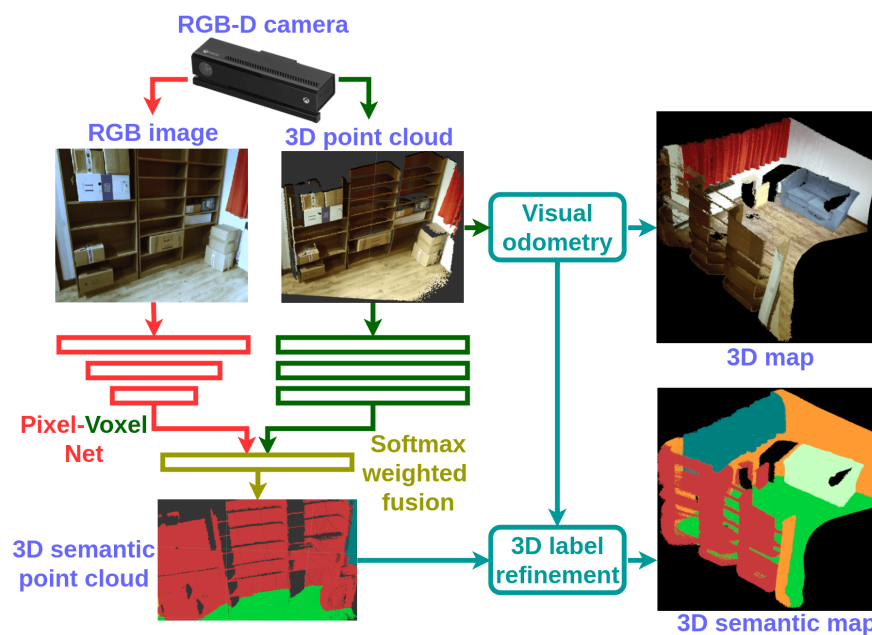 RGB-D camera
RGB image
3D point cloud
Visual
odometry
3D map
Pixel-Voxel
Net
Softmax
weighted
fusion
3D semantic
point cloud
3D label
refinement
3D semantic map